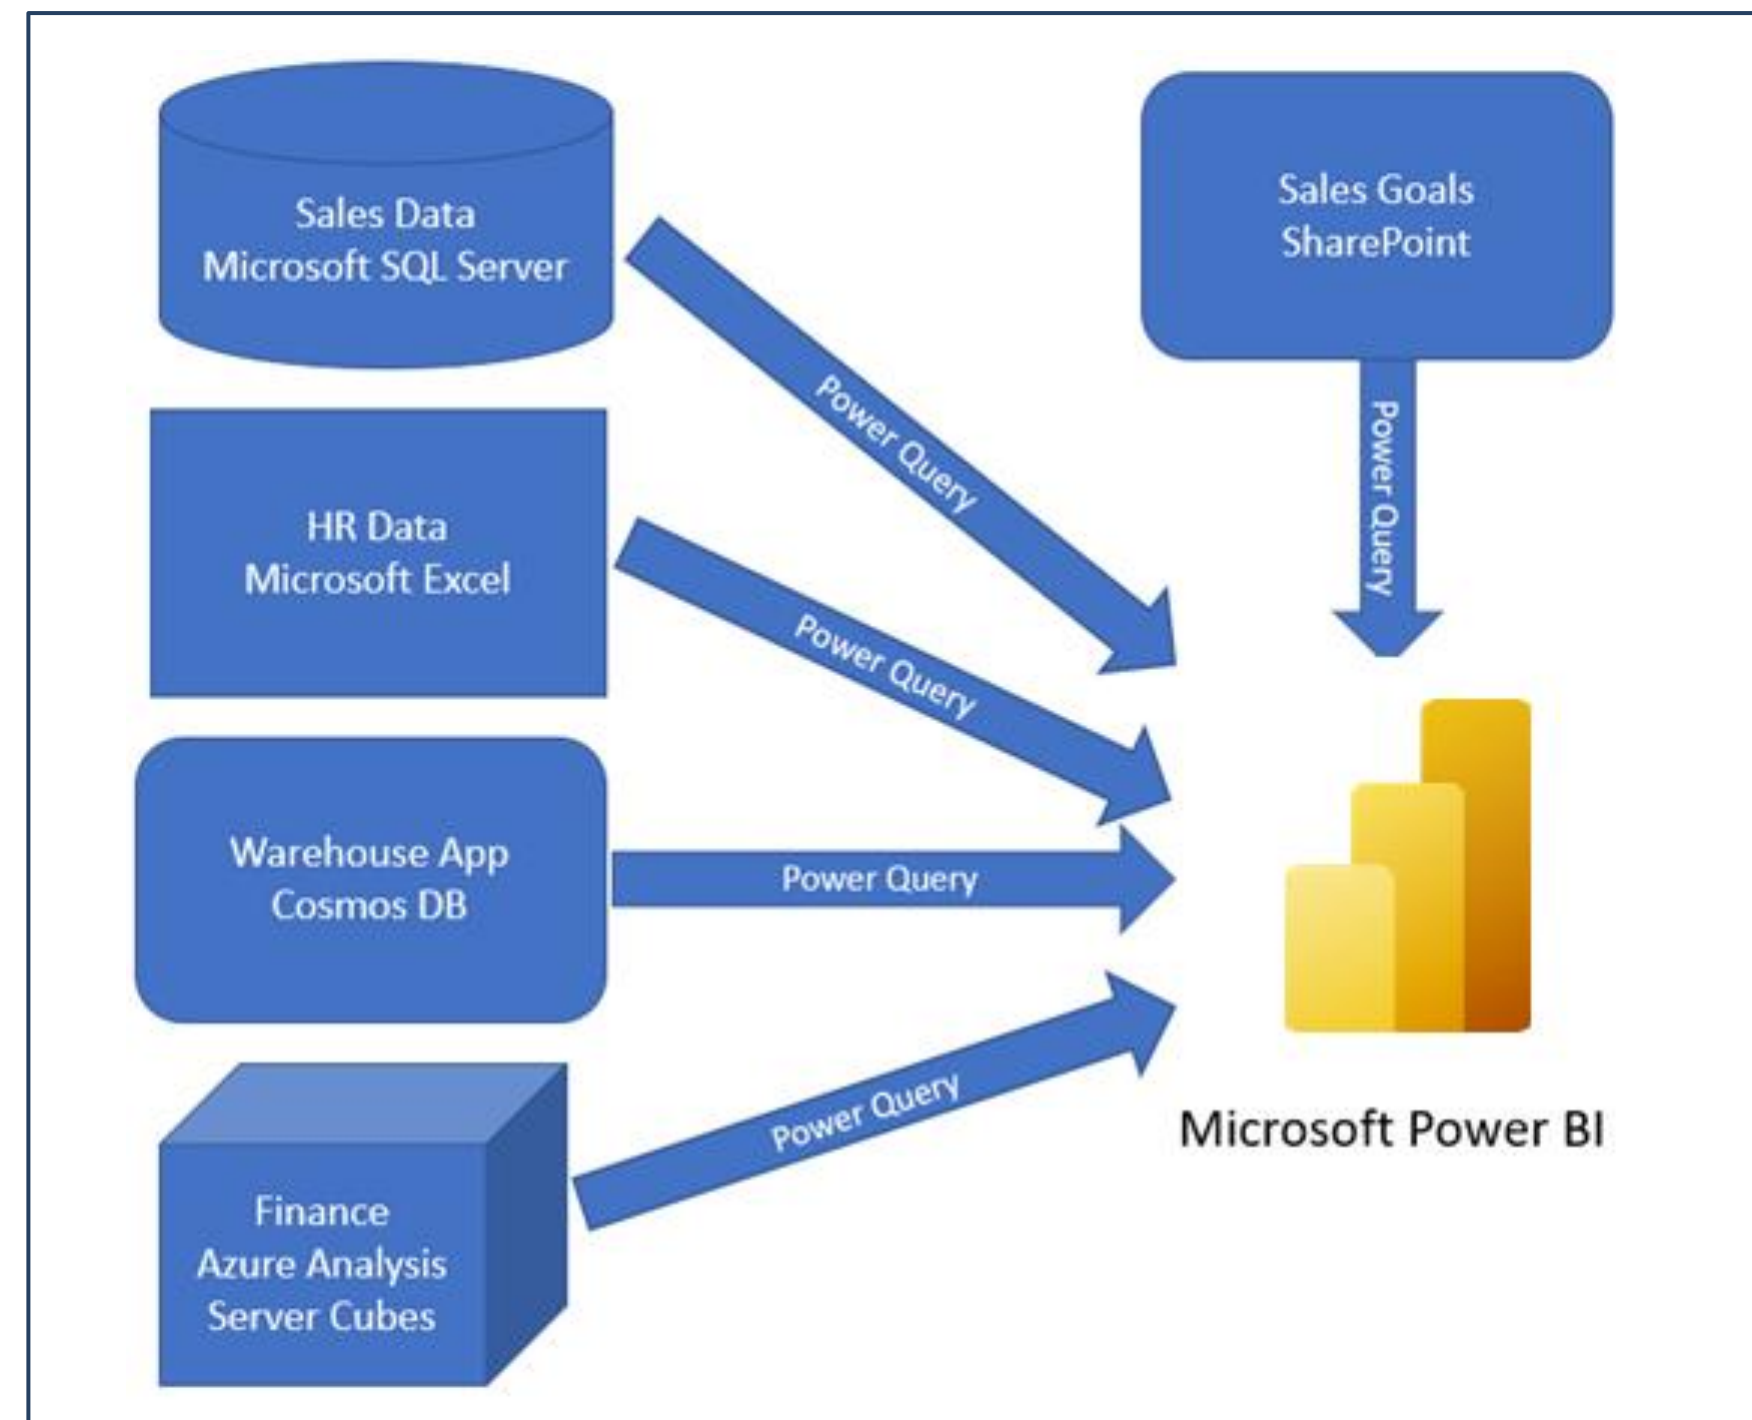 Sales Data
Microsoft SQL Server
Sales Goals
SharePoint
Power Query
Power Query
HR Data
Microsoft Excel
Power Query
Warehouse App
Cosmos DB
Power Query
Finance
Azure Analysis
Server Cubes
Power Query
Microsoft Power BI